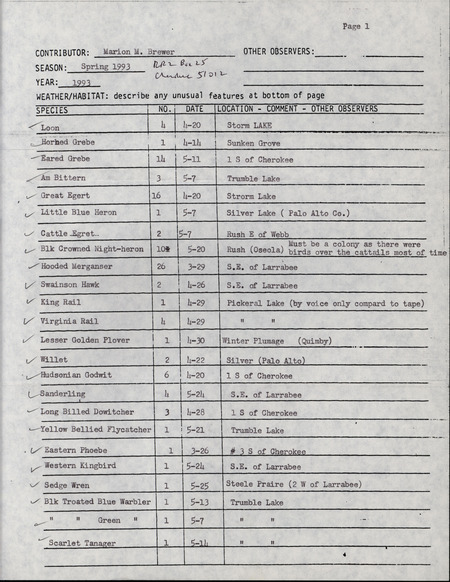 Page 1
CONTRIBUTOR: Marion M. Brewer OTHER OBSERVERS:
SEASON: Spring 1993 R.R. 2 Box 25
Cherokee 51012
YEAR: 1993
WEATHER/HABITAT: describe any unusual features at bottom of page
SPECIES NO. DATE LOCATION - COMMENT - OTHER OBSERVERS
Loon 4 4-20 Storm LAKE
Horned Grebe 1 4-14 Sunken Grove
Eared Grebe 14 5-11 1 S of Cherokee
Am Bittern 3 5-7 Trumble Lake
Great Egert 16 4-20 Strorm Lake
Little Blue Heron 1 5-7 Silver Lake ( Palo Alto Co.)
Cattle Egret 2 5-7 Rush E of Webb
Blk Crowned Night-heron 10 5-20 Rush (Oseola) Must be a colony as there were
birds over the cattails most of time
Hooded Merganser 26 3-29 S.E. of Larrabee
Swainson Hawk 2 4-26 S.E. of Larrabee
King Rail 1 4-29 Pickeral Lake (by voice only compard to tape)
Virginia Rail 4 4-29 " "
Lesser Golden Plover 1 4-30 Winter Plumage (Quimby)
Willet 2 4-22 Silver (Palo Alto)
Hudsonian Godwit 6 4-20 1 S of Cherokee
Sanderling 4 5-24 S.E. of Larrabee
Long Billed Dowitcher 3 4-28 1 S of Cherokee
Yellow Bellied Flycatcher 1 5-21 Trumble Lake
Eastern Phoebe 1 3-26 # 3 S of Cherokee
Western Kingbird 1 5-24 S.E. of Larrabee
Sedge Wren 1 5-25 Steele Praire (2 W of Larrabee)
Blk Troated Blue Warbler 1 5-13 Trumble Lake
" " Green " 1 5-7 " "
Scarlet Tanager 1 5-14 " "